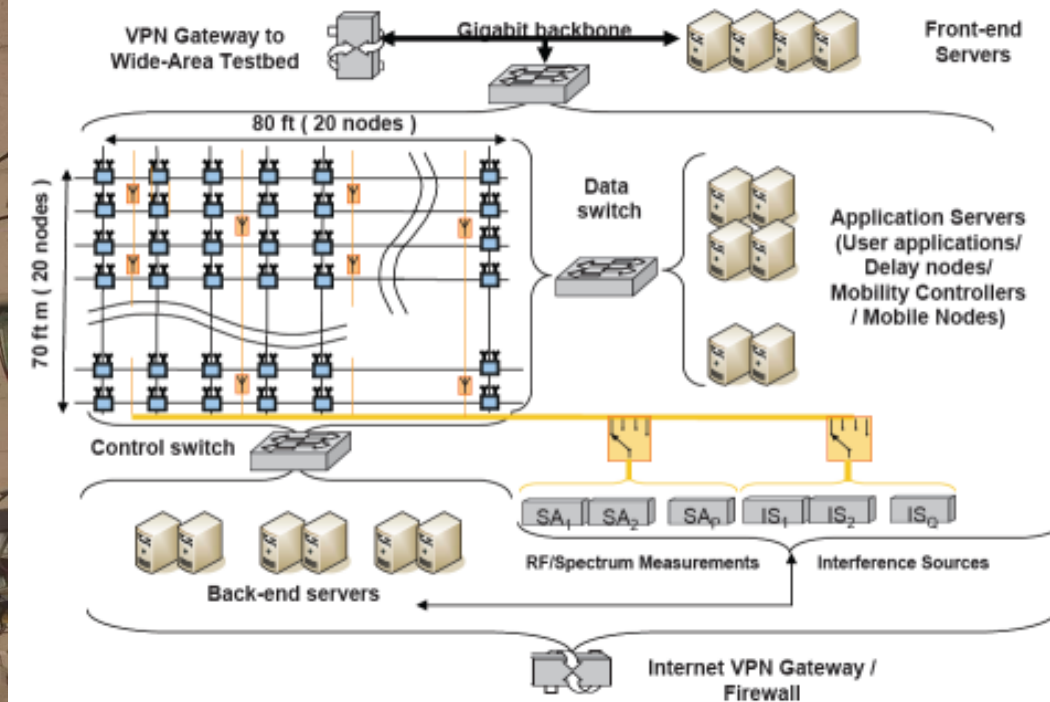 VPN Gateway to
Wide-Area Testbed
Gigabit backbone
Front-end
Servers
80 ft ( 20 nodes )
70 ft m ( 20 nodes )
Data
switch
Application Servers
(User applications/
Delay nodes/
Mobility Controllers
/ Mobile Nodes)
Control switch
SA1
SA2
SAP
IS1
IS2
ISQ
RF/Spectrum Measurements
Interference Sources
Back-end servers
Internet VPN Gateway /
Firewall